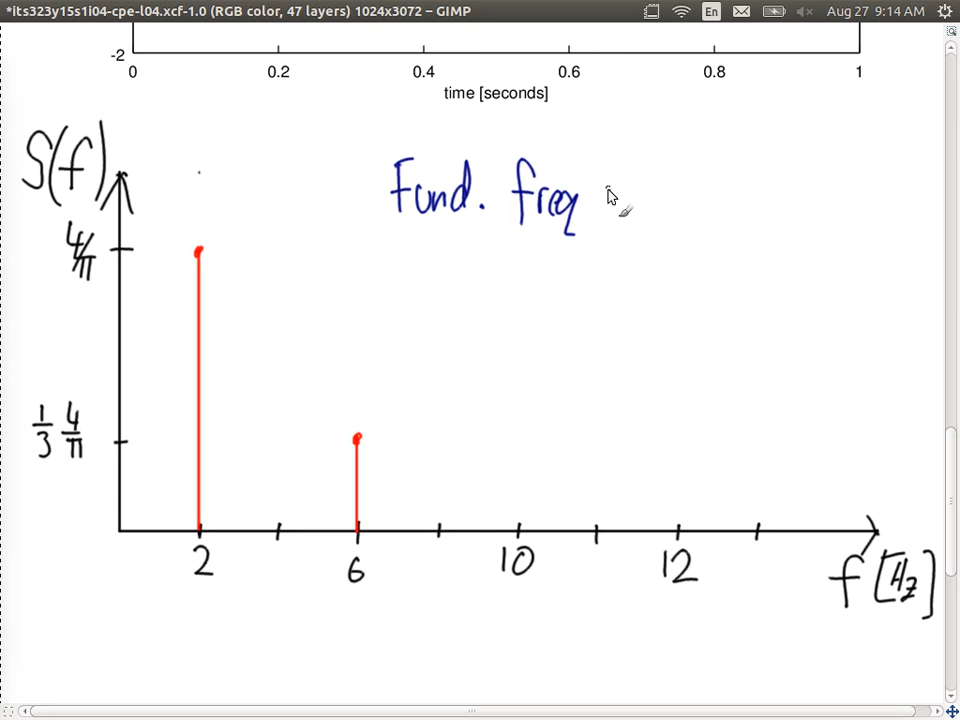 *its323y15s1i04-cpe-l04.xcf-1.0 (RGB color, 47 layers) 1024x3072 – GIMP
En
Aug 27 9:14 AM
-2
0 0.2 0.4 0.6 0.8 1
time [seconds]
S(f)
Fund. freq
4/π
1/3 4/π
2 6 10 12
f [Hz]